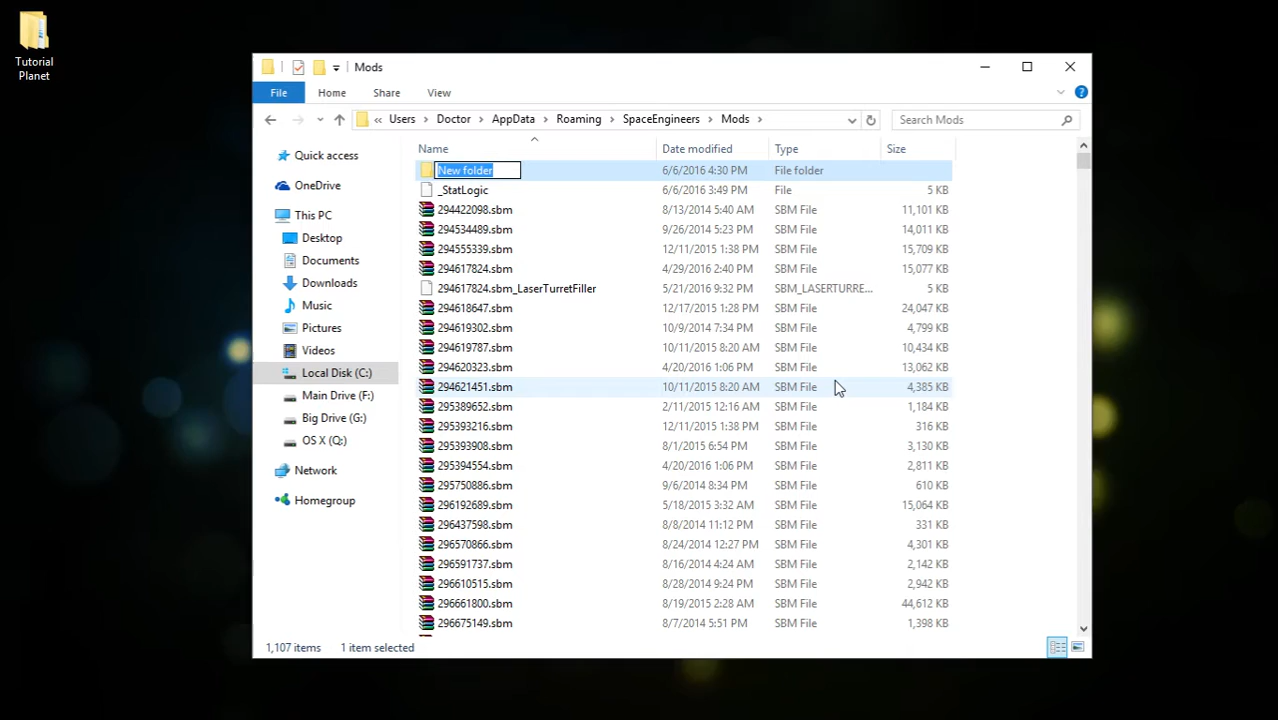 Tutorial
Planet
Mods
File Home Share View
« Users > Doctor > AppData > Roaming > SpaceEngineers > Mods >
Search Mods
Quick access
OneDrive
This PC
Desktop
Documents
Downloads
Music
Pictures
Videos
Local Disk (C:)
Main Drive (F:)
Big Drive (G:)
OS X (Q:)
Network
Homegroup
Name Date modified Type Size
New folder 6/6/2016 4:30 PM File folder
_StatLogic 6/6/2016 3:49 PM File 5 KB
294422098.sbm 8/13/2014 5:40 AM SBM File 11,101 KB
294534489.sbm 9/26/2014 5:23 PM SBM File 14,011 KB
294555339.sbm 12/11/2015 1:38 PM SBM File 15,709 KB
294617824.sbm 4/29/2016 2:40 PM SBM File 15,077 KB
294617824.sbm_LaserTurretFiller 5/21/2016 9:32 PM SBM_LASERTURRE... 5 KB
294618647.sbm 12/17/2015 1:28 PM SBM File 24,047 KB
294619302.sbm 10/9/2014 7:34 PM SBM File 4,799 KB
294619787.sbm 10/11/2015 8:20 AM SBM File 10,434 KB
294620323.sbm 4/20/2016 1:06 PM SBM File 13,062 KB
294621451.sbm 10/11/2015 8:20 AM SBM File 4,385 KB
295389652.sbm 2/11/2015 12:16 AM SBM File 1,184 KB
295393216.sbm 12/11/2015 1:38 PM SBM File 316 KB
295393908.sbm 8/1/2015 6:54 PM SBM File 3,130 KB
295394554.sbm 4/20/2016 1:06 PM SBM File 2,811 KB
295750886.sbm 9/6/2014 8:34 PM SBM File 610 KB
296192689.sbm 5/18/2015 3:32 AM SBM File 15,064 KB
296437598.sbm 8/8/2014 11:12 PM SBM File 331 KB
296570866.sbm 8/24/2014 12:27 PM SBM File 4,301 KB
296591737.sbm 8/16/2014 4:24 AM SBM File 2,142 KB
296610515.sbm 8/28/2014 9:24 PM SBM File 2,942 KB
296661800.sbm 8/19/2015 2:28 AM SBM File 44,612 KB
296675149.sbm 8/7/2014 5:51 PM SBM File 1,398 KB
1,107 items 1 item selected